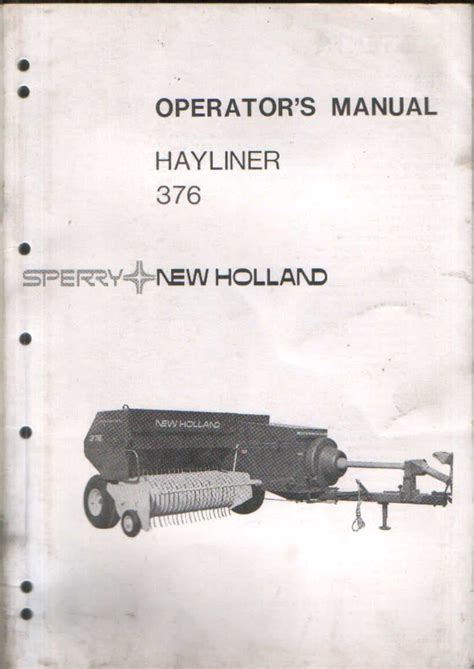 OPERATOR'S MANUAL
HAYLINER
376
SPERRY NEW HOLLAND
NEW HOLLAND
376